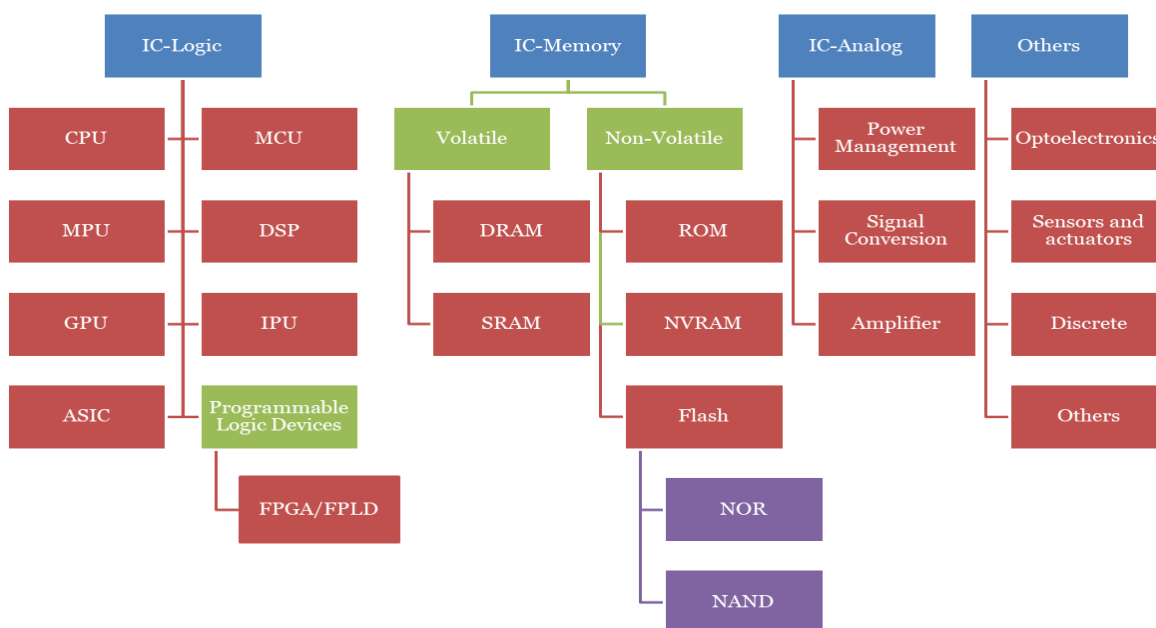 IC-Logic
CPU
MCU
MPU
DSP
GPU
IPU
ASIC
Programmable
Logic Devices
FPGA/FPLD
IC-Memory
Volatile
Non-Volatile
DRAM
SRAM
ROM
NVRAM
Flash
NOR
NAND
IC-Analog
Power
Management
Signal
Conversion
Amplifier
Others
Optoelectronics
Sensors and
actuators
Discrete
Others